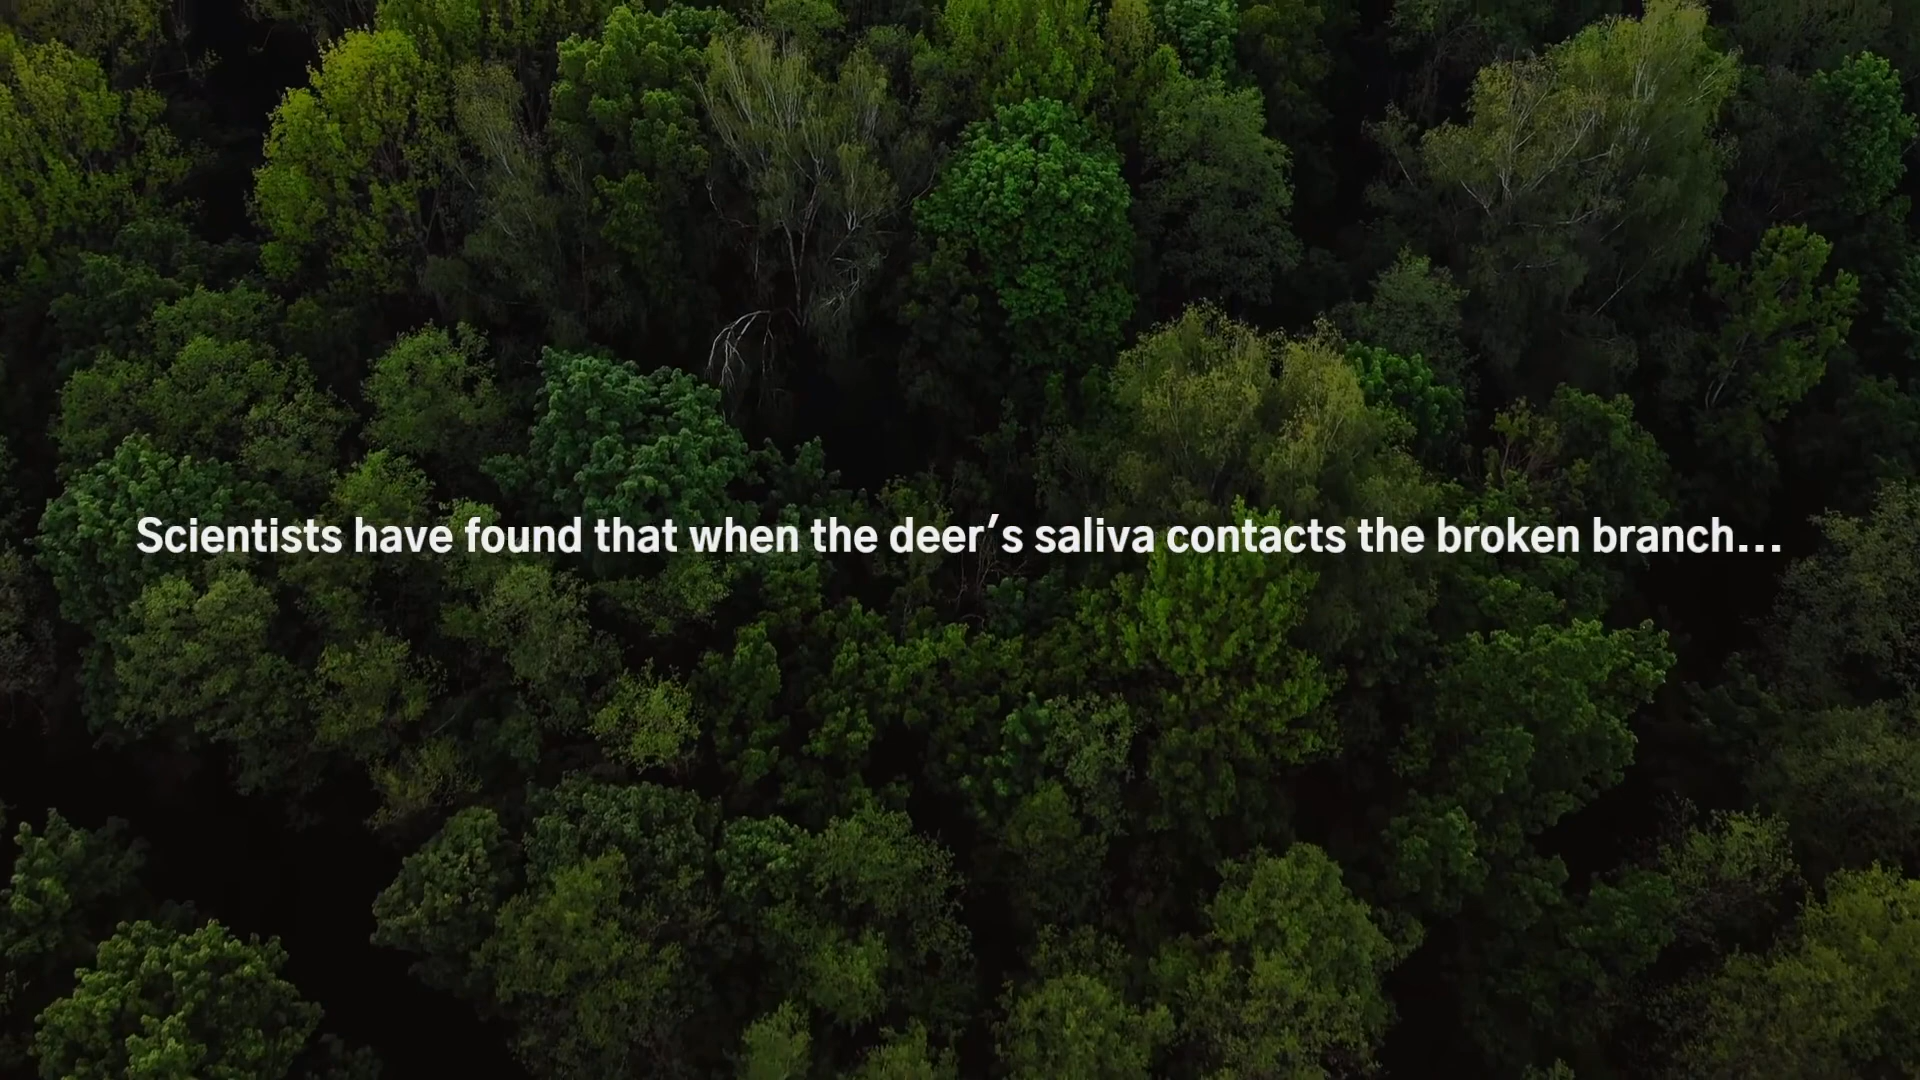 Scientists have found that when the deer's saliva contacts the broken branch...